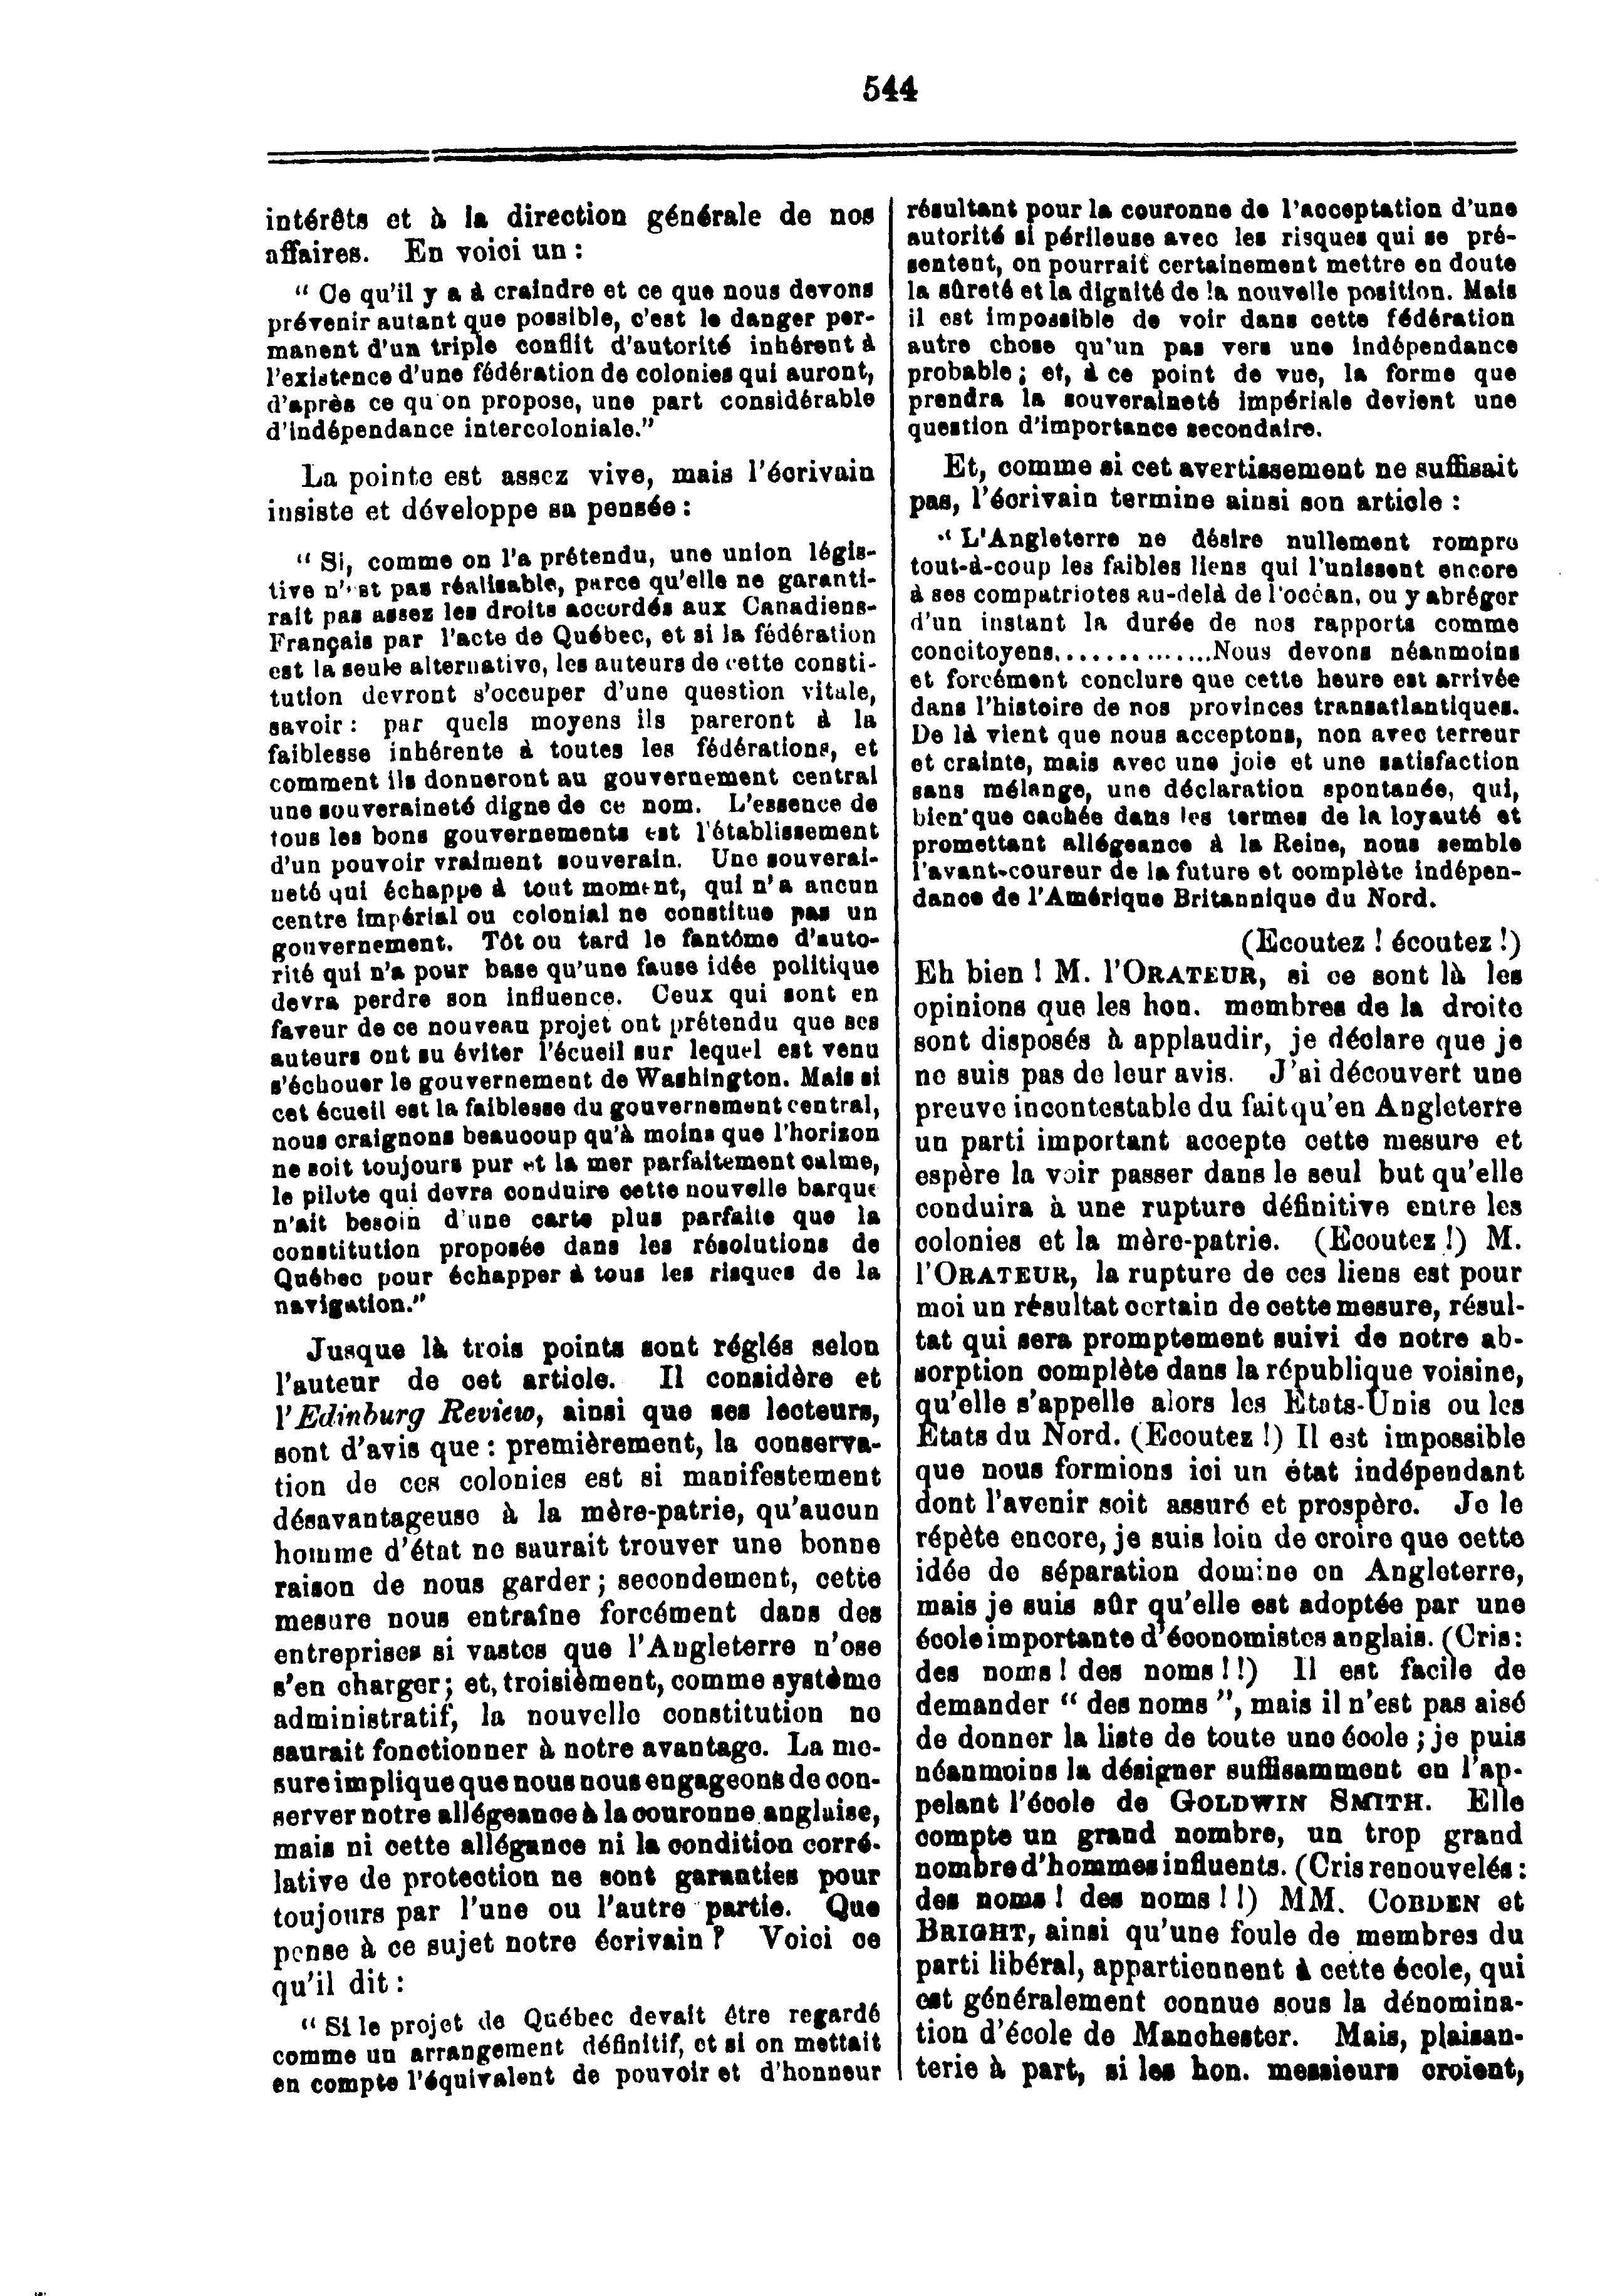 544
intérêts et à la direction générale de nos
affaires. En voici un :
“ Ce qu'il y a à craindre et ce que nous devons
prévenir autant que possible, c'est le danger per-
manent d'un triple conflit d'autorité inhérent à
l'existence d'une fédération de colonies qui auront,
d'après ce qu'on propose, une part considérable
d'indépendance intercoloniale.”
La pointe est assez vive, mais l'écrivain
insiste et développe sa pensée :
“ Si, comme on l'a prétendu, une union légis-
tive n'est pas réalisable, parce qu'elle ne garanti-
rait pas assez les droits accordés aux Canadiens-
Français par l'acte de Québec, et si la fédération
est la seule alternative, les auteurs de cette consti-
tution devront s'occuper d'une question vitale,
savoir : par quels moyens ils pareront à la
faiblesse inhérente à toutes les fédérations, et
comment ils donneront au gouvernement central
une souveraineté digne de ce nom. L'essence de
tous les bons gouvernements est l'établissement
d'un pouvoir vraiment souverain. Une souverai-
neté qui échappe à tout moment, qui n'a aucun
centre impérial ou colonial ne constitue pas un
gouvernement. Tôt ou tard le fantôme d'auto-
rité qui n'a pour base qu'une fause idée politique
devra perdre son influence. Ceux qui sont en
faveur de ce nouveau projet ont prétendu que ses
auteurs ont su éviter l'écueil sur lequel est venu
s'échouer le gouvernement de Washington. Mais si
cet écueil est la faiblesse du gouvernement central,
nous craignons beaucoup qu'à moins que l'horizon
ne soit toujours pur et la mer parfaitement calme,
le pilote qui devra conduire cette nouvelle barque
n'ait besoin d'une carte plus parfaite que la
constitution proposée dans les résolutions de
Québec pour échapper à tous les risques de la
navigation.”
Jusque là trois points sont réglés selon
l'auteur de cet article. Il considère et
l'Edinburg Review, ainsi que ses lecteurs,
sont d'avis que : premièrement, la conserva-
tion de ces colonies est si manifestement
désavantageuse à la mère-patrie, qu'aucun
homme d'état ne saurait trouver une bonne
raison de nous garder ; secondement, cette
mesure nous entraîne forcément dans des
entreprises si vastes que l'Angleterre n'ose
s'en charger ; et, troisièment, comme système
administratif, la nouvelle constitution ne
saurait fonctionner à notre avantage. La me-
sure implique que nous nous engageons de con-
server notre allégeance à la couronne anglaise,
mais ni cette allégance ni la condition corré-
lative de protection ne sont garanties pour
toujours par l'une ou l'autre partie. Que
pense à ce sujet notre écrivain ? Voici ce
qu'il dit :
“ Si le projet de Québec devait être regardé
comme un arrangement définitif, et si on mettait
en compte l'équivalent de pouvoir et d'honneur
résultant pour la couronne de l'acceptation d'une
autorité si périleuse avec les risques qui se pré-
sentent, on pourrait certainement mettre en doute
la sûreté et la dignité de la nouvelle position. Mais
il est impossible de voir dans cette fédération
autre chose qu'un pas vers une indépendance
probable ; et, à ce point de vue, la forme que
prendra la souveraineté impériale devient une
question d'importance secondaire.
Et, comme si cet avertissement ne suffisait
pas, l'écrivain termine ainsi son article :
“ L'Angleterre ne désire nullement rompre
tout-à-coup les faibles liens qui l'unissent encore
à ses compatriotes au-delà de l'océan, ou y abréger
d'un instant la durée de nos rapports comme
concitoyens...............Nous devons néanmoins
et forcément conclure que cette heure est arrivée
dans l'histoire de nos provinces transatlantiques.
De là vient que nous acceptons, non avec terreur
et crainte, mais avec une joie et une satisfaction
sans mélange, une déclaration spontanée, qui,
bien que cachée dans les termes de la loyauté et
promettant allégeance à la Reine, nous semble
l'avant-coureur de la future et complète indépen-
dance de l'Amérique Britannique du Nord.
(Ecoutez ! écoutez !)
Eh bien ! M. l'ORATEUR, si ce sont là les
opinions que les hon. membres de la droite
sont disposés à applaudir, je déclare que je
ne suis pas de leur avis. J'ai découvert une
preuve incontestable du fait qu'en Angleterre
un parti important accepte cette mesure et
espère la voir passer dans le seul but qu'elle
conduira à une rupture définitive entre les
colonies et la mère-patrie. (Ecoutez !) M.
l'ORATEUR, la rupture de ces liens est pour
moi un résultat certain de cette mesure, résul-
tat qui sera promptement suivi de notre ab-
sorption complète dans la république voisine,
qu'elle s'appelle alors les Etats-Unis ou les
Etats du Nord. (Ecoutez !) Il est impossible
que nous formions ici un état indépendant
dont l'avenir soit assuré et prospère. Je le
répète encore, je suis loin de croire que cette
idée de séparation domine en Angleterre,
mais je suis sûr qu'elle est adoptée par une
école importante d'économistes anglais. (Cris :
des noms ! des noms ! !) Il est facile de
demander “ des noms ”, mais il n'est pas aisé
de donner la liste de toute une école ; je puis
néanmoins la désigner suffisamment en l'ap-
pelant l'école de GOLDWIN SMITH. Elle
compte un grand nombre, un trop grand
nombre d'hommes influents. (Cris renouvelés :
des noms ! des noms ! !) MM. COBDEN et
BRIGHT, ainsi qu'une foule de membres du
parti libéral, appartiennent à cette école, qui
est généralement connue sous la dénomina-
tion d'école de Manchester. Mais, plaisan-
terie à part, si les hon. messieurs croient,